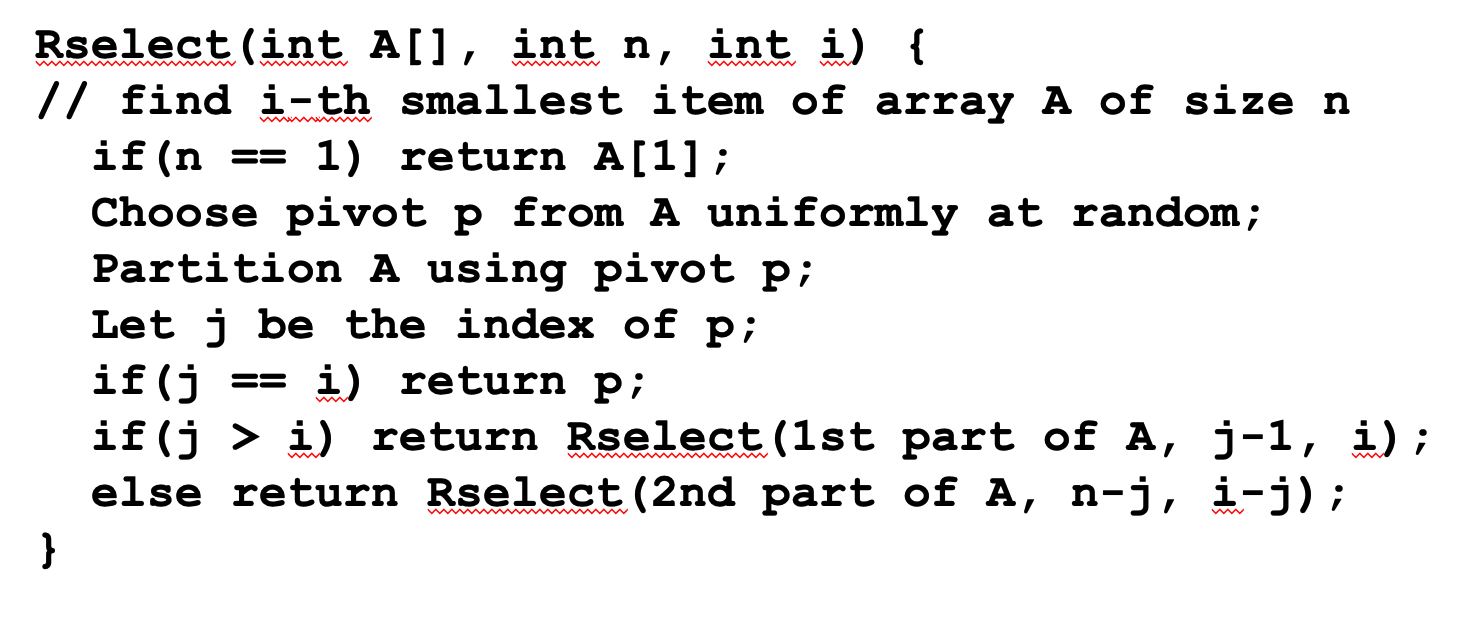 Rselect(int A[], int n, int i) {
// find i-th smallest item of array A of size n
if(n == 1) return A[1];
Choose pivot p from A uniformly at random;
Partition A using pivot p;
Let j be the index of p;
if(j == i) return p;
if(j > i) return Rselect(1st part of A, j-1, i);
else return Rselect(2nd part of A, n-j, i-j);
}